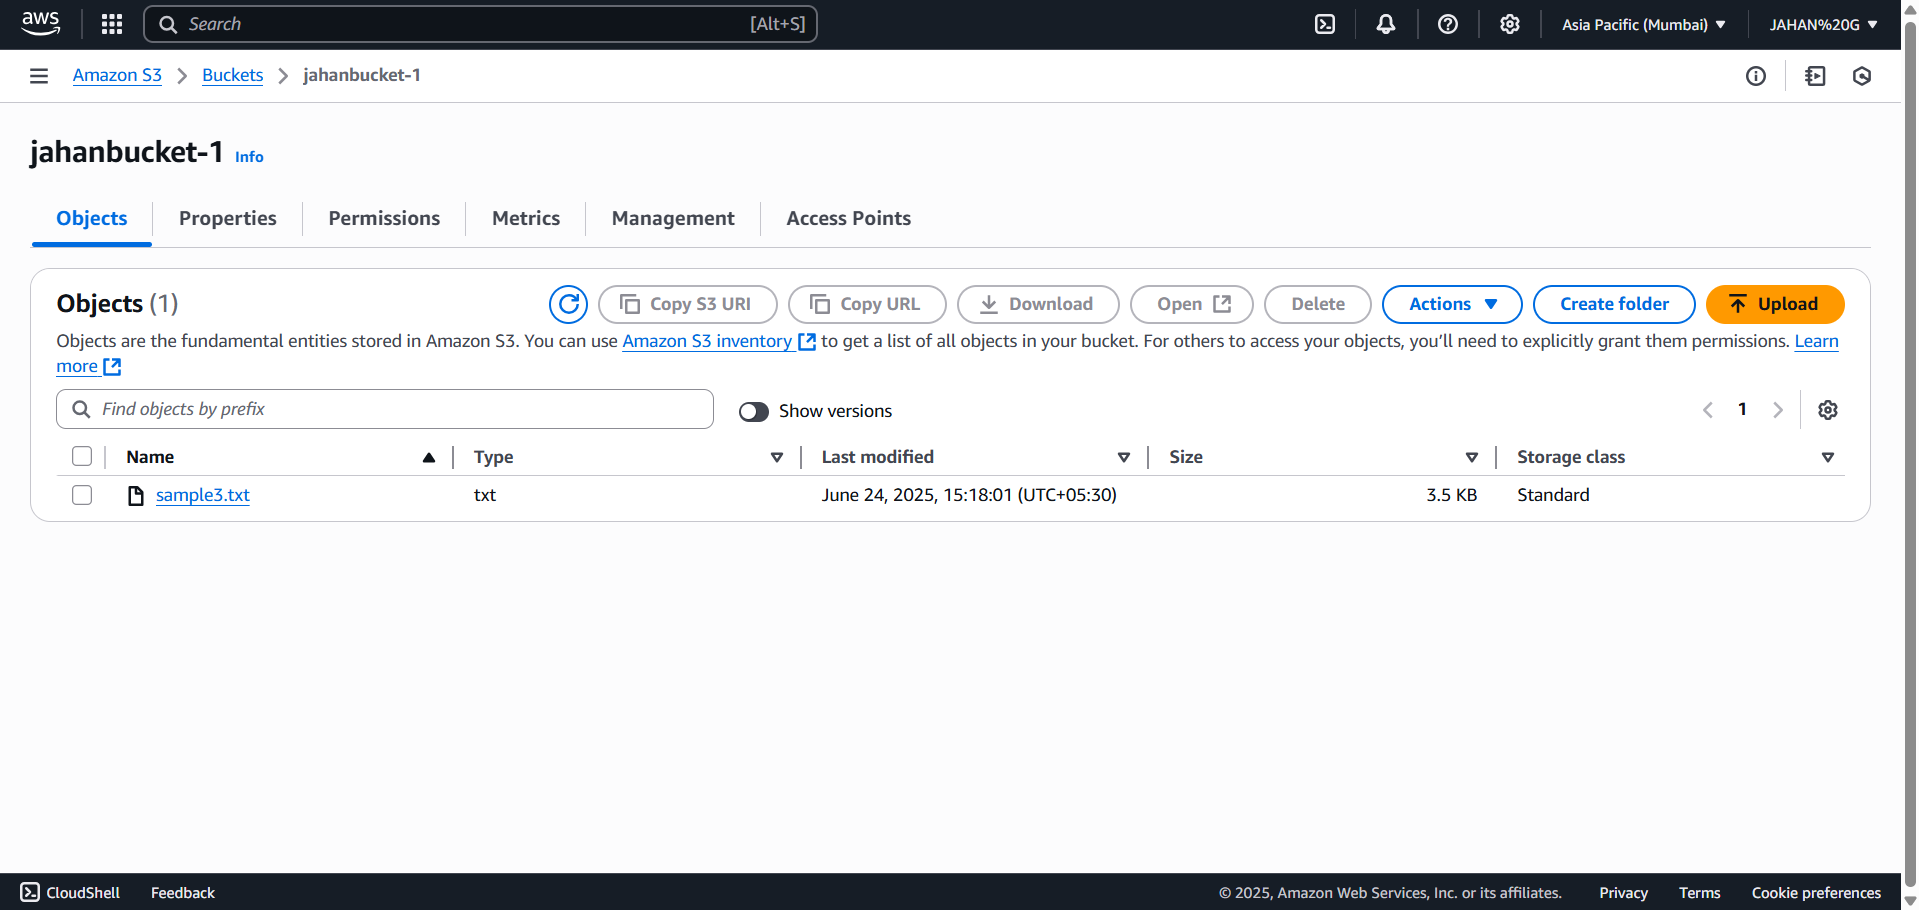 aws Search [Alt+S] Asia Pacific (Mumbai) JAHAN%20G
Amazon S3 Buckets jahanbucket-1
jahanbucket-1 Info
Objects Properties Permissions Metrics Management Access Points
Objects (1) Copy S3 URI Copy URL Download Open Delete Actions Create folder Upload
Objects are the fundamental entities stored in Amazon S3. You can use Amazon S3 inventory to get a list of all objects in your bucket. For others to access your objects, you’ll need to explicitly grant them permissions. Learn
more
Find objects by prefix Show versions 1
Name Type Last modified Size Storage class
sample3.txt txt June 24, 2025, 15:18:01 (UTC+05:30) 3.5 KB Standard
CloudShell Feedback © 2025, Amazon Web Services, Inc. or its affiliates. Privacy Terms Cookie preferences